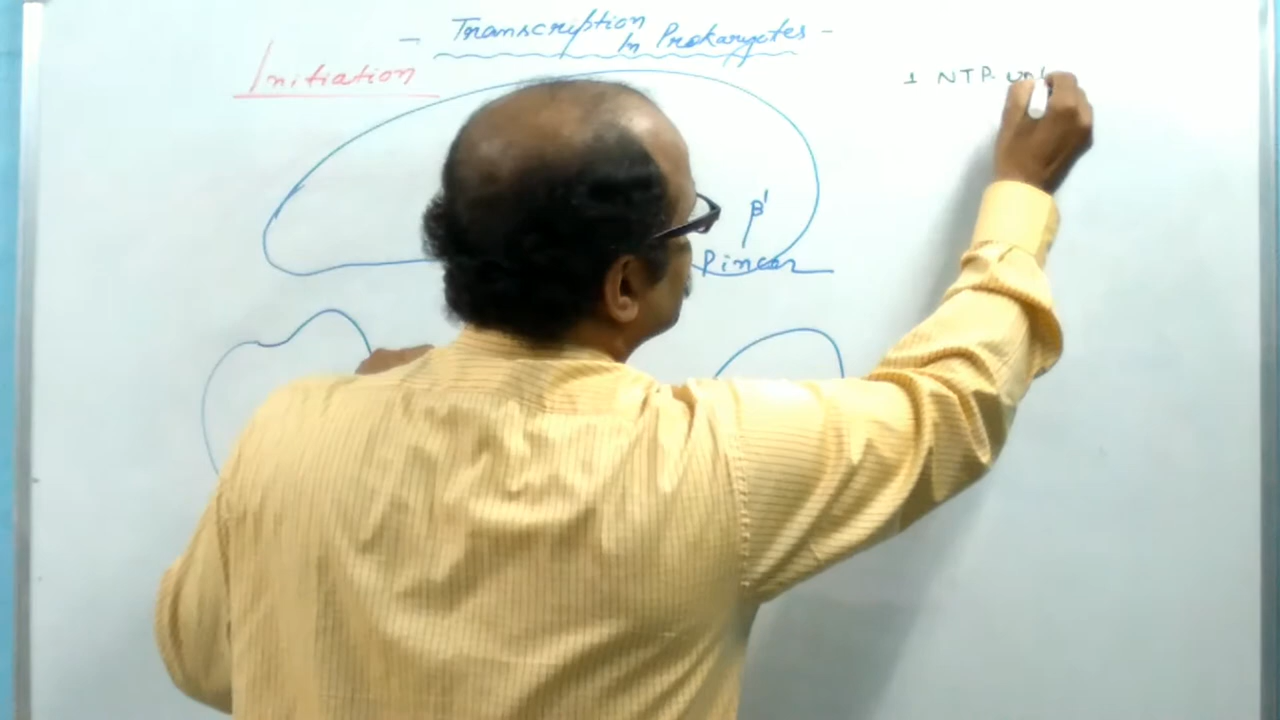 - Transcription
In Prokaryotes -
Initiation
1 NTP
β'
Pincer